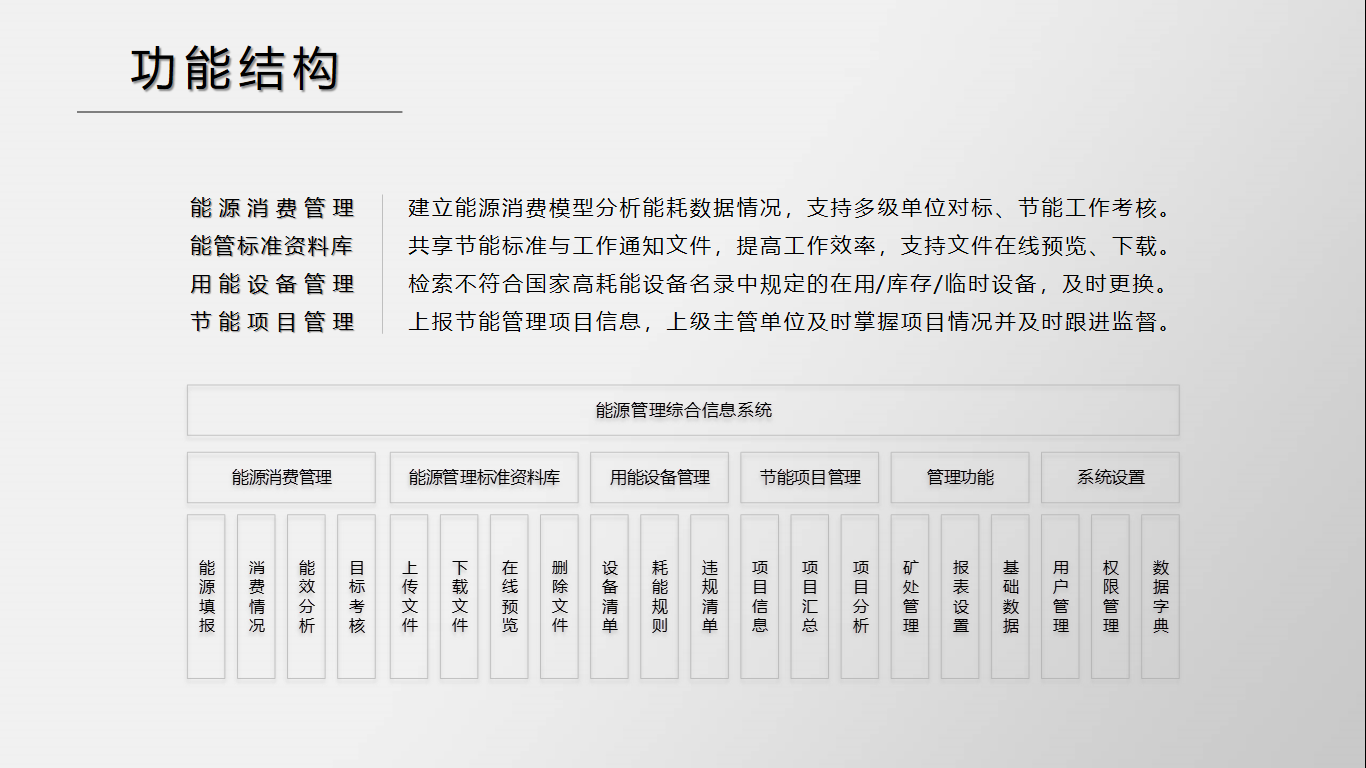 功能结构
能源消费管理 建立能源消费模型分析能耗数据情况，支持多级单位对标、节能工作考核。
能管标准资料库 共享节能标准与工作通知文件，提高工作效率，支持文件在线预览、下载。
用能设备管理 检索不符合国家高耗能设备名录中规定的在用/库存/临时设备，及时更换。
节能项目管理 上报节能管理项目信息，上级主管单位及时掌握项目情况并及时跟进监督。
能源管理综合信息系统
能源消费管理 能源管理标准资料库 用能设备管理 节能项目管理 管理功能 系统设置
能源填报
消费情况
能效分析
目标考核
上传文件
下载文件
在线预览
删除文件
设备清单
耗能规则
违规清单
项目信息
项目汇总
项目分析
矿处管理
报表设置
基础数据
用户管理
权限管理
数据字典